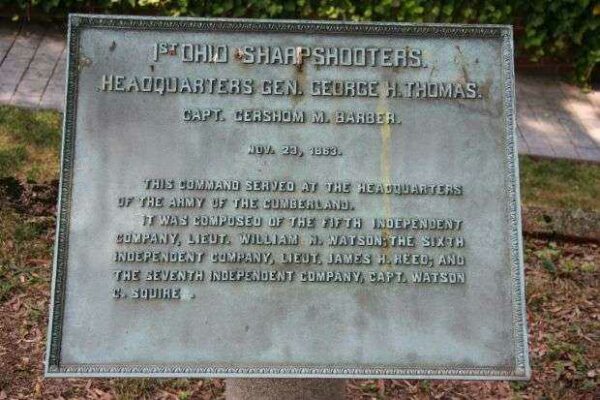 1ST OHIO SHARPSHOOTERS.
HEADQUARTERS GEN. GEORGE H. THOMAS.
CAPT. GERSHOM M. BARBER.
NOV. 23, 1863.
THIS COMMAND SERVED AT THE HEADQUARTERS
OF THE ARMY OF THE CUMBERLAND.
IT WAS COMPOSED OF THE FIFTH INDEPENDENT
COMPANY, LIEUT. WILLIAM N. WATSON; THE SIXTH
INDEPENDENT COMPANY, LIEUT. JAMES H. HEED; AND
THE SEVENTH INDEPENDENT COMPANY, CAPT. WATSON
C. SQUIRE.